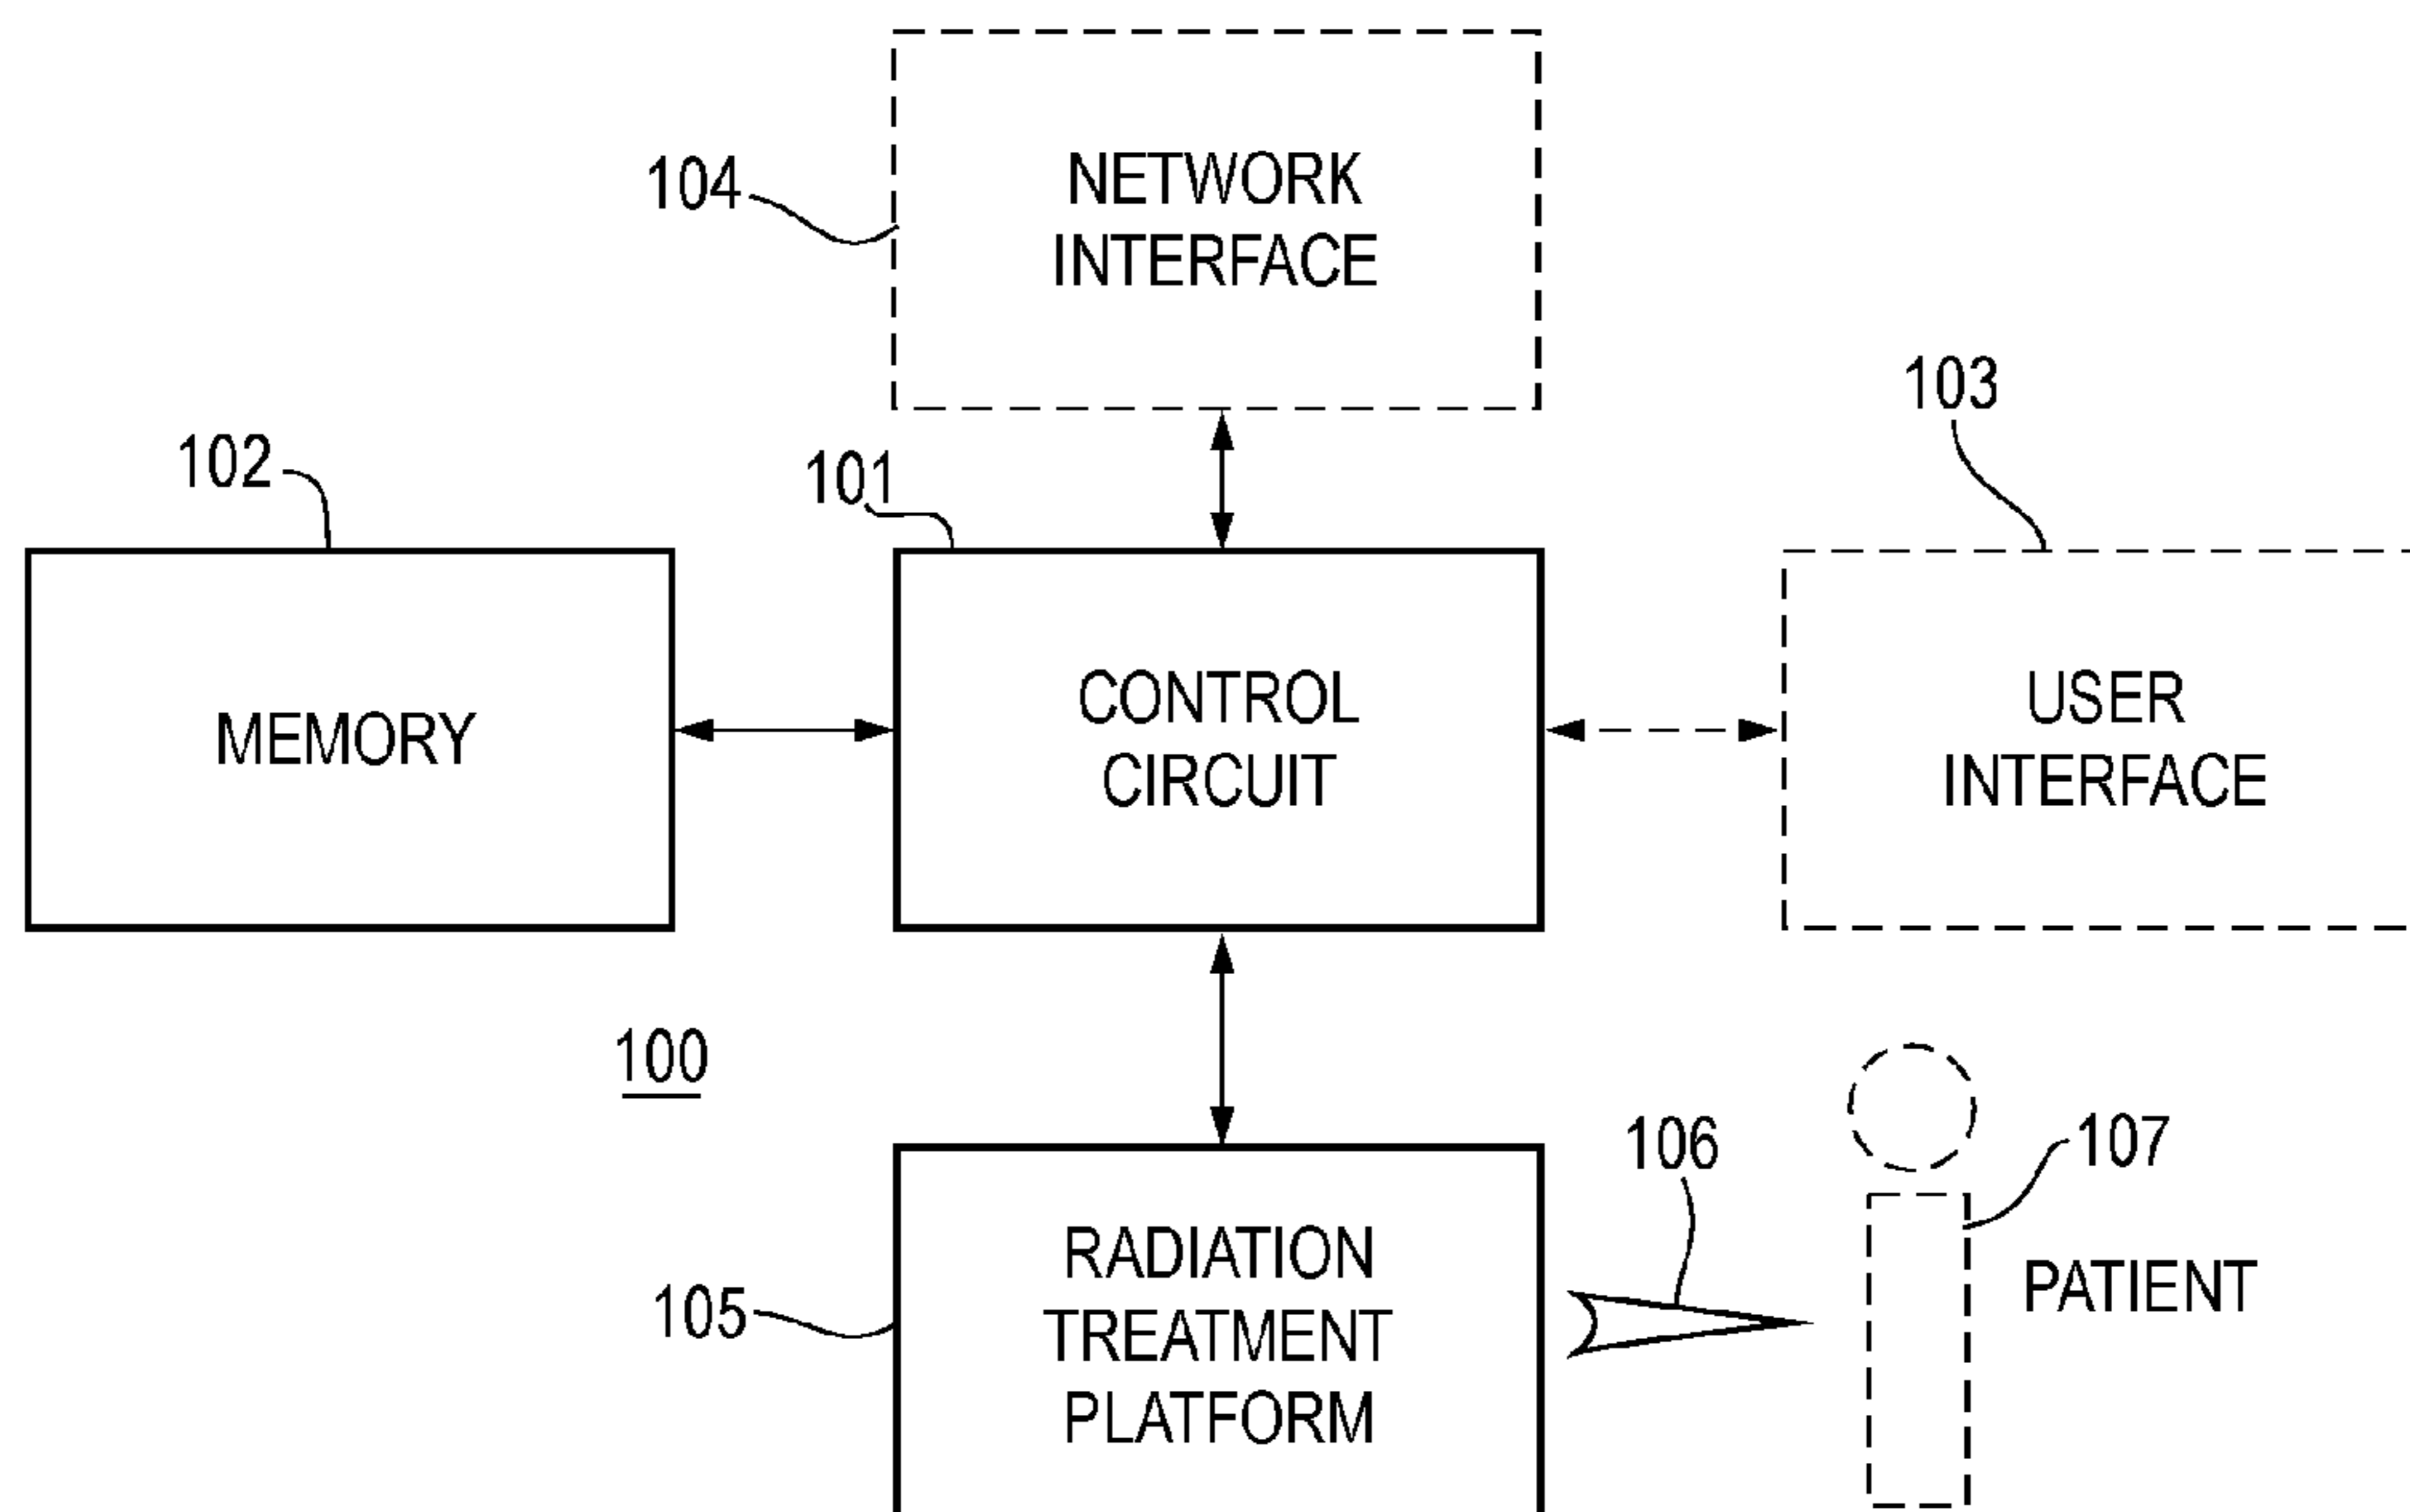 104
NETWORK
INTERFACE
103
102
101
MEMORY
CONTROL
CIRCUIT
USER
INTERFACE
100
106
107
105
RADIATION
TREATMENT
PLATFORM
PATIENT